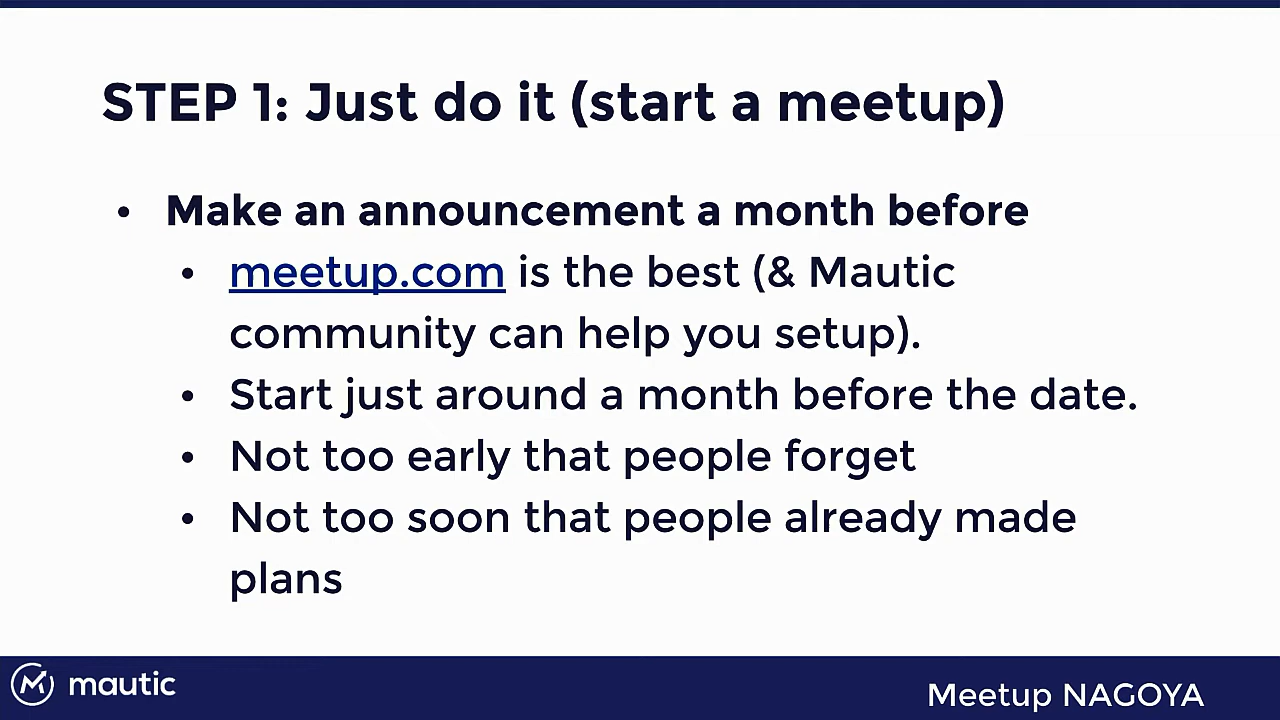 STEP 1: Just do it (start a meetup)
• Make an announcement a month before
• meetup.com is the best (& Mautic
community can help you setup).
• Start just around a month before the date.
• Not too early that people forget
• Not too soon that people already made
plans
mautic
Meetup NAGOYA